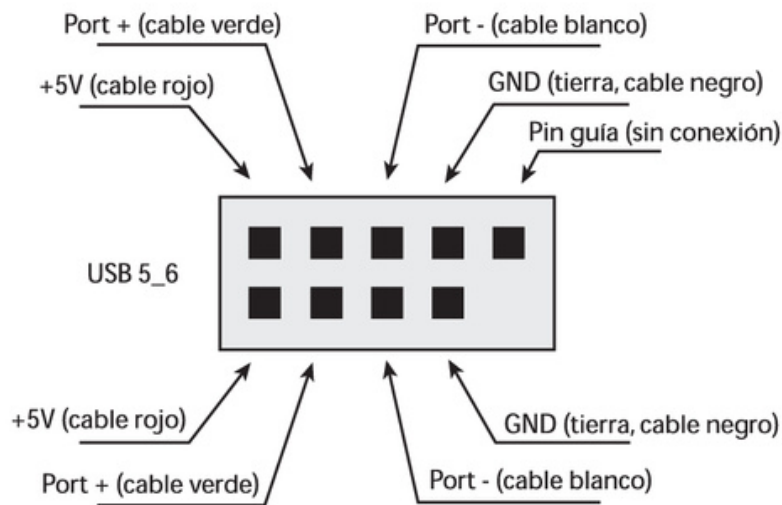 Port + (cable verde)
Port - (cable blanco)
+5V (cable rojo)
GND (tierra, cable negro)
Pin guía (sin conexión)
USB 5_6
+5V (cable rojo)
GND (tierra, cable negro)
Port + (cable verde)
Port - (cable blanco)